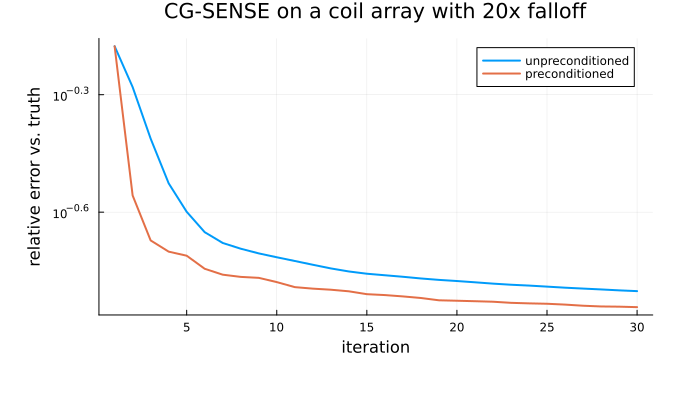 CG-SENSE on a coil array with 20x falloff
unpreconditioned
preconditioned
relative error vs. truth
10⁻⁰·³
10⁻⁰·⁶
5
10
15
20
25
30
iteration